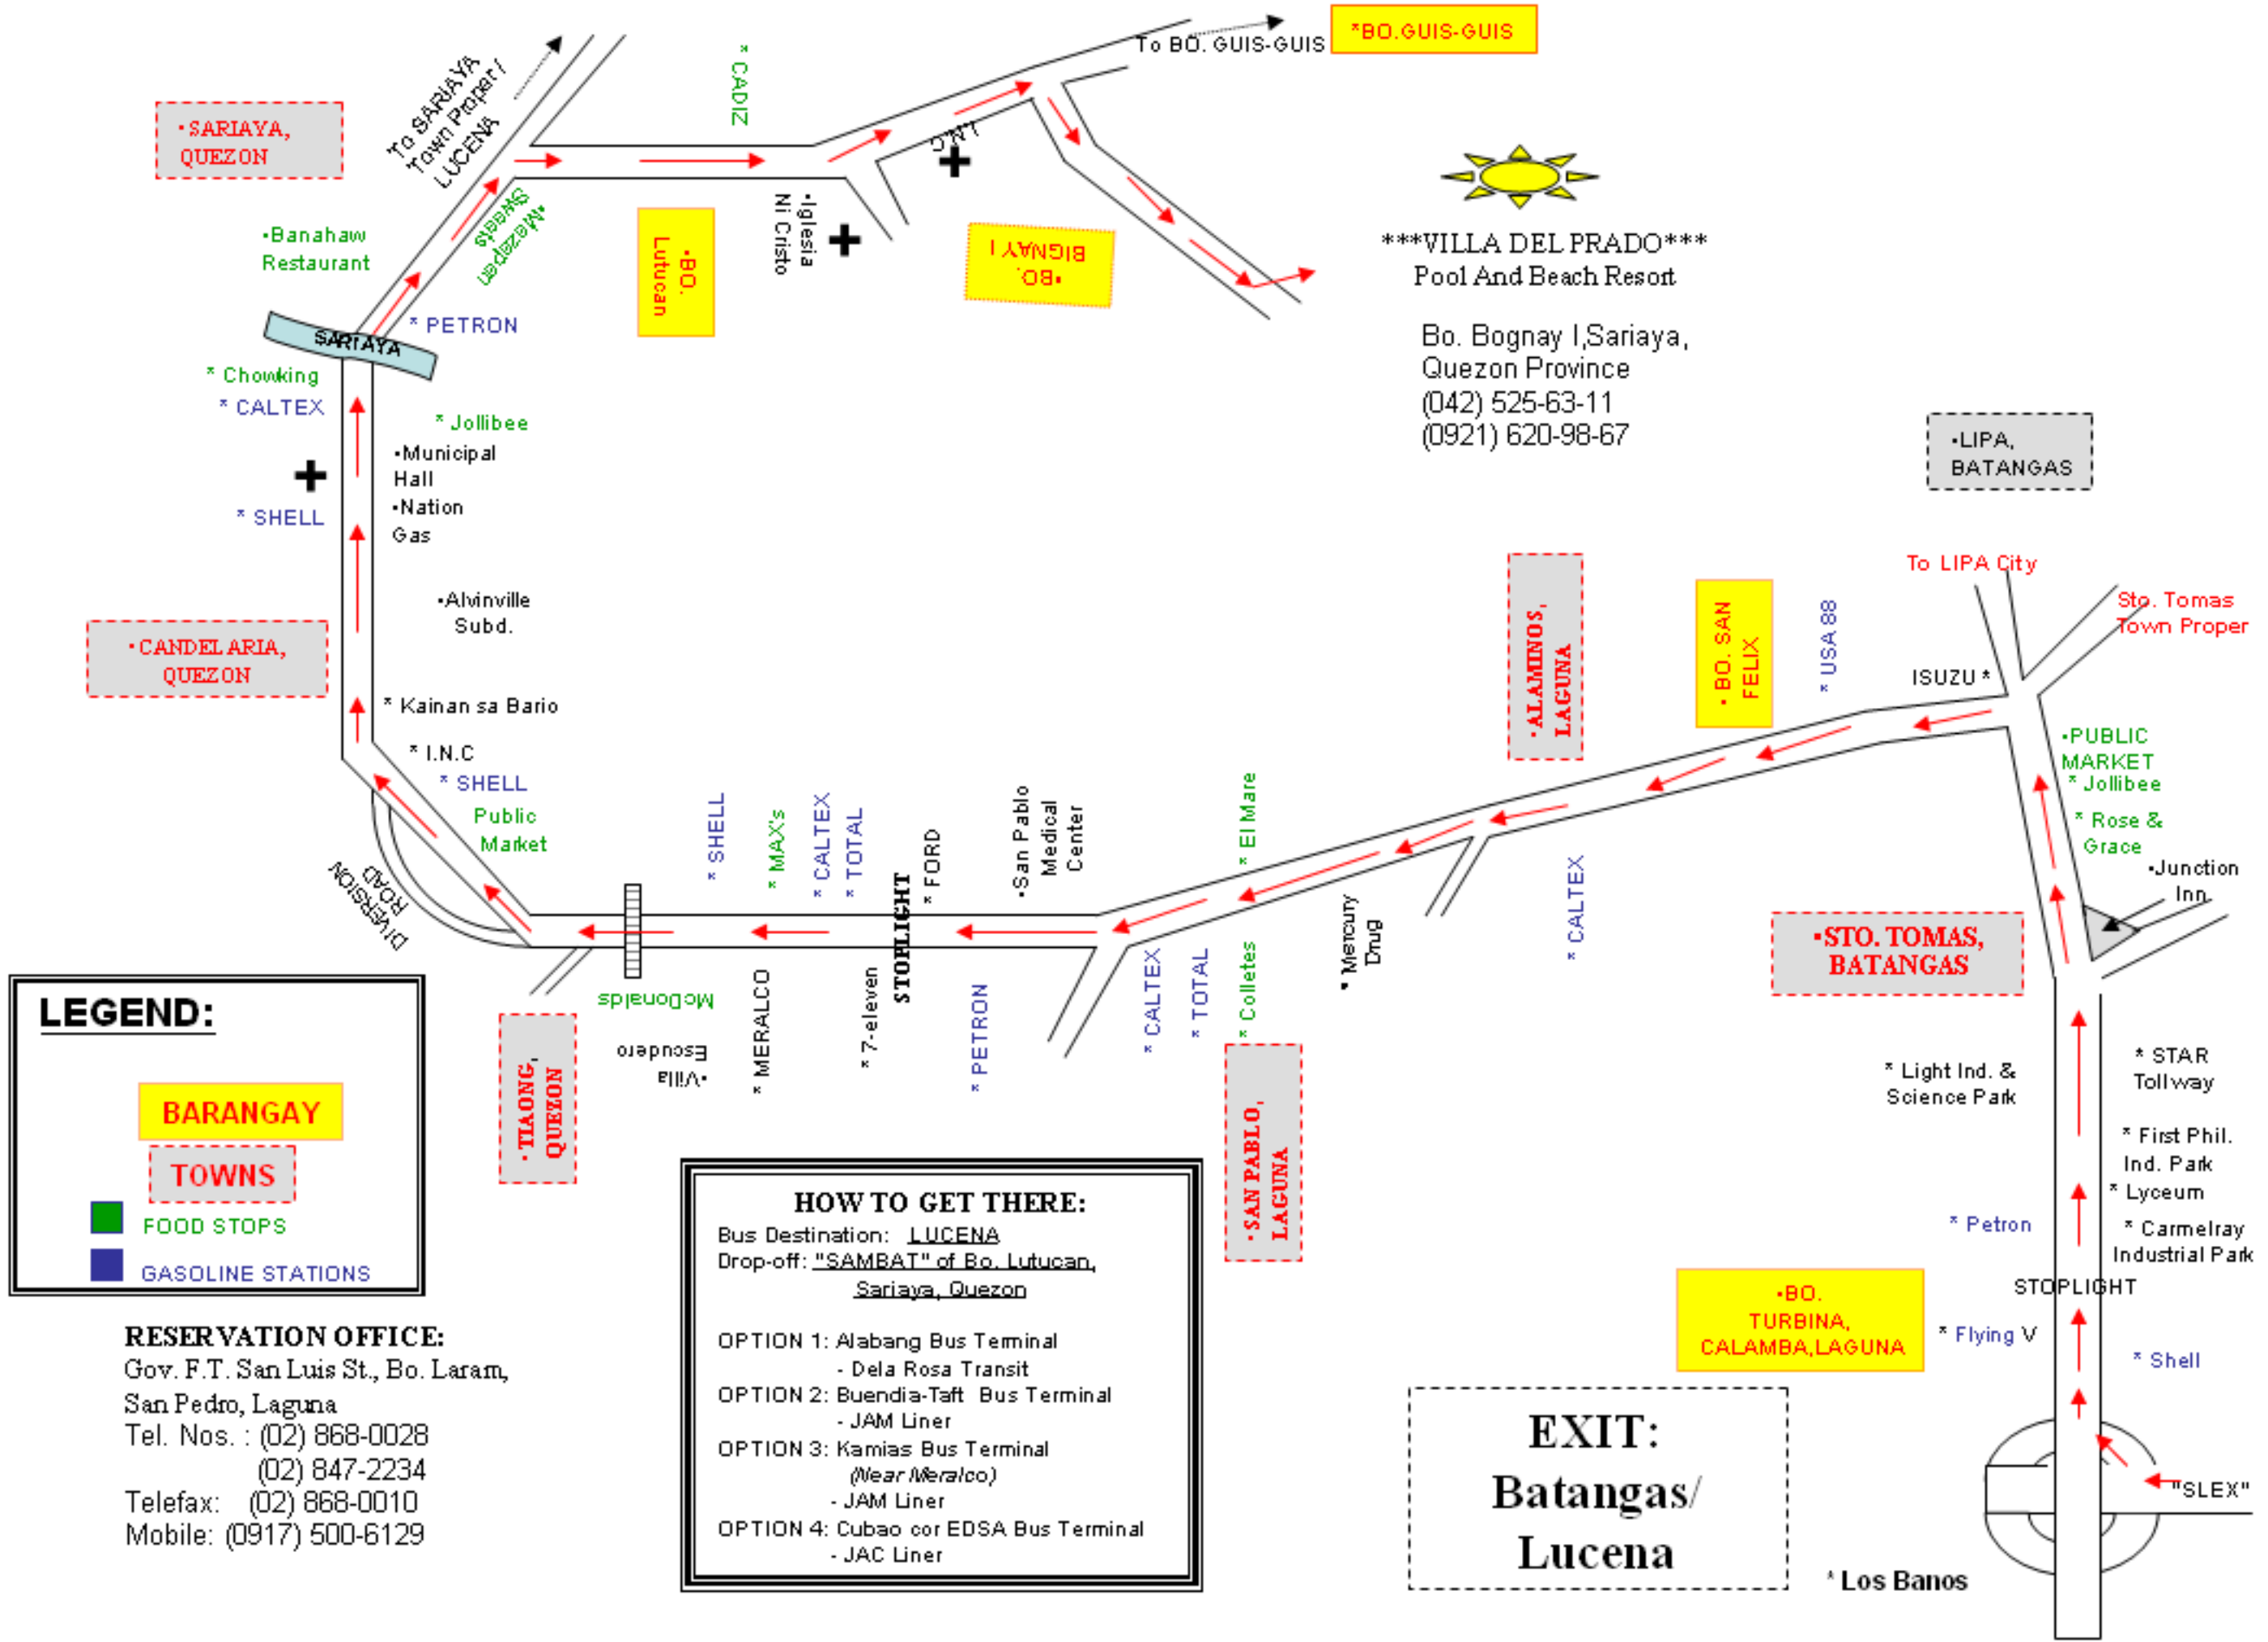 To BO. GUIS-GUIS
*BO.GUIS-GUIS
To SARIAYA
Town Proper /
LUCENA
* CADIZ
•SARIAYA,
QUEZON
I.N.C
•Banahaw
Restaurant
•Mezapan
Sweets
•BO.
Lutucan
•Iglesia
Ni Cristo
•BO.
BIGNAY I
***VILLA DEL PRADO***
Pool And Beach Resort
Bo. Bognay I,Sariaya,
Quezon Province
(042) 525-63-11
(0921) 620-98-67
SARIAYA
* PETRON
* Chowking
* CALTEX
* Jollibee
•Municipal
Hall
•Nation
Gas
* SHELL
•Alvinville
Subd.
•CANDELARIA,
QUEZON
* Kainan sa Bario
* I.N.C
* SHELL
Public
Market
DIVERSION
ROAD
•LIPA,
BATANGAS
To LIPA City
Sto. Tomas
Town Proper
ISUZU *
•ALAMINOS,
LAGUNA
•BO. SAN
FELIX
* USA 88
•PUBLIC
MARKET
* Jollibee
* Rose &
Grace
•Junction
Inn
* SHELL
* MAX's
* CALTEX
* TOTAL
STOPLIGHT
* FORD
•San Pablo
Medical
Center
* El Mare
* Mercury
Drug
* CALTEX
•STO. TOMAS,
BATANGAS
McDonalds
•Villa
Escudero
* MERALCO
* 7-eleven
* PETRON
* CALTEX
* TOTAL
* Colletes
•TIAONG,
QUEZON
•SAN PABLO,
LAGUNA
* Light Ind. &
Science Park
* STAR
Tollway
* First Phil.
Ind. Park
* Lyceum
* Petron
* Carmelray
Industrial Park
STOPLIGHT
•BO.
TURBINA,
CALAMBA,LAGUNA
* Flying V
* Shell
"SLEX"
* Los Banos
EXIT:
Batangas/
Lucena
LEGEND:
BARANGAY
TOWNS
FOOD STOPS
GASOLINE STATIONS
RESERVATION OFFICE:
Gov. F.T. San Luis St., Bo. Laram,
San Pedro, Laguna
Tel. Nos. : (02) 868-0028
(02) 847-2234
Telefax: (02) 868-0010
Mobile: (0917) 500-6129
HOW TO GET THERE:
Bus Destination: LUCENA
Drop-off: "SAMBAT" of Bo. Lutucan,
Sariaya, Quezon
OPTION 1: Alabang Bus Terminal
- Dela Rosa Transit
OPTION 2: Buendia-Taft Bus Terminal
- JAM Liner
OPTION 3: Kamias Bus Terminal
(Near Meralco)
- JAM Liner
OPTION 4: Cubao cor EDSA Bus Terminal
- JAC Liner